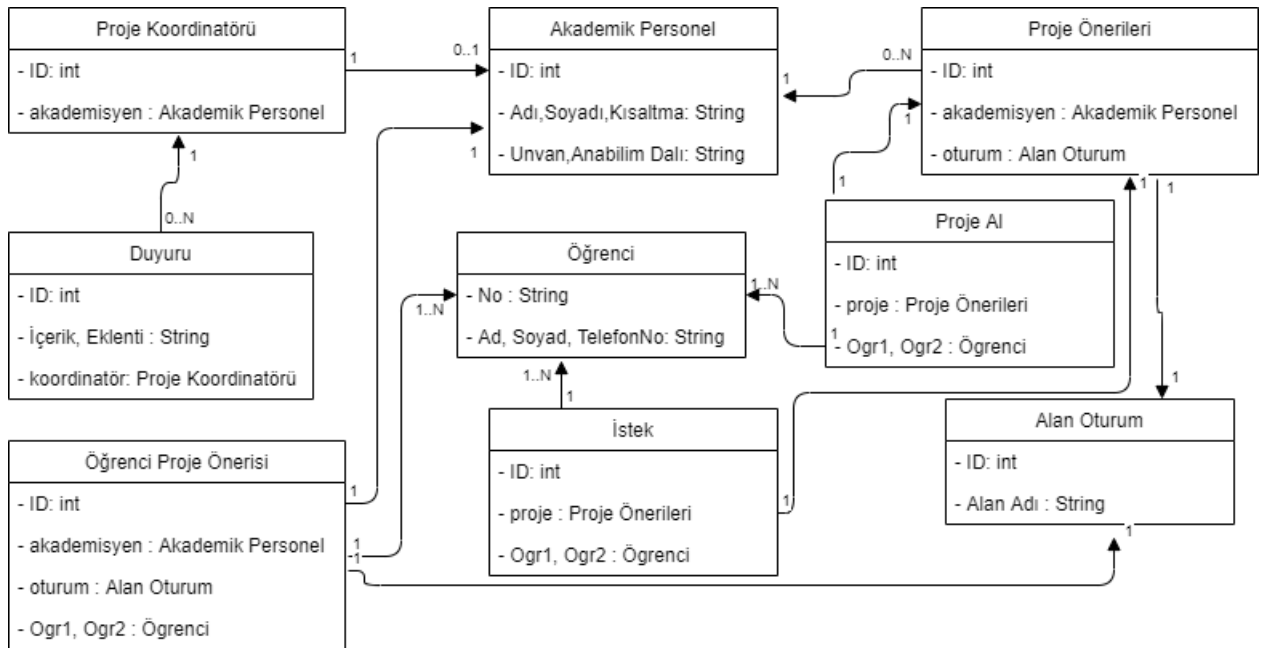 Proje Koordinatörü
- ID: int
- akademisyen : Akademik Personel
1
0..1
Akademik Personel
- ID: int
- Adı,Soyadı,Kısaltma: String
- Unvan,Anabilim Dalı: String
1
1
0..N
Proje Önerileri
- ID: int
- akademisyen : Akademik Personel
- oturum : Alan Oturum
1
1
1
1
1
0..N
Duyuru
- ID: int
- İçerik, Eklenti : String
- koordinatör: Proje Koordinatörü
Öğrenci
- No : String
- Ad, Soyad, TelefonNo: String
1..N
1..N
1..N
1
Proje Al
- ID: int
- proje : Proje Önerileri
- Ogr1, Ogr2 : Ögrenci
1
İstek
- ID: int
- proje : Proje Önerileri
- Ogr1, Ogr2 : Ögrenci
1
1
Alan Oturum
- ID: int
- Alan Adı : String
1
Öğrenci Proje Önerisi
- ID: int
- akademisyen : Akademik Personel
- oturum : Alan Oturum
- Ogr1, Ogr2 : Ögrenci
1
1
1